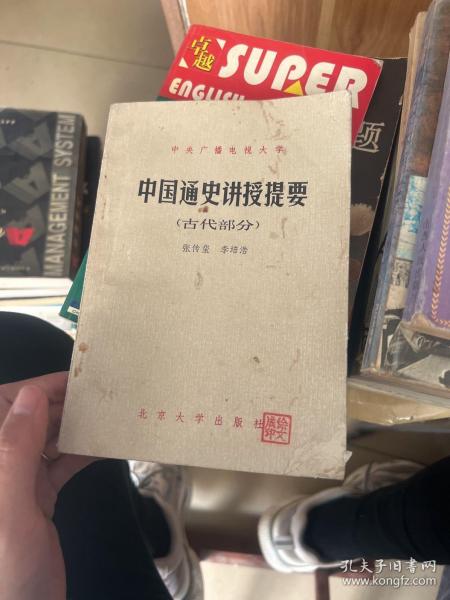 卓越
SUPER
ENGLISH
题
MANAGEMENT SYSTEM
中央广播电视大学
中国通史讲授提要
(古代部分)
张传玺 李培浩
北京大学出版社
孔夫子旧书网
www.kongfz.com